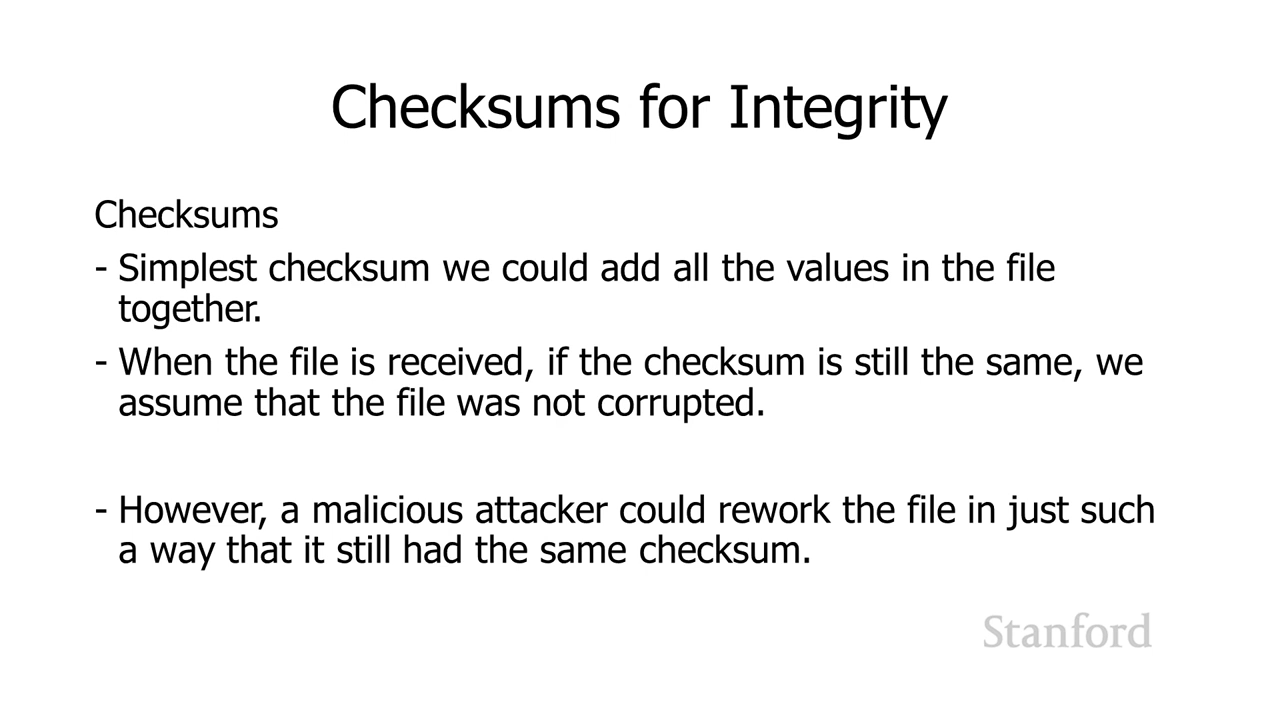 Checksums for Integrity
Checksums
- Simplest checksum we could add all the values in the file
together.
- When the file is received, if the checksum is still the same, we
assume that the file was not corrupted.
- However, a malicious attacker could rework the file in just such
a way that it still had the same checksum.
Stanford